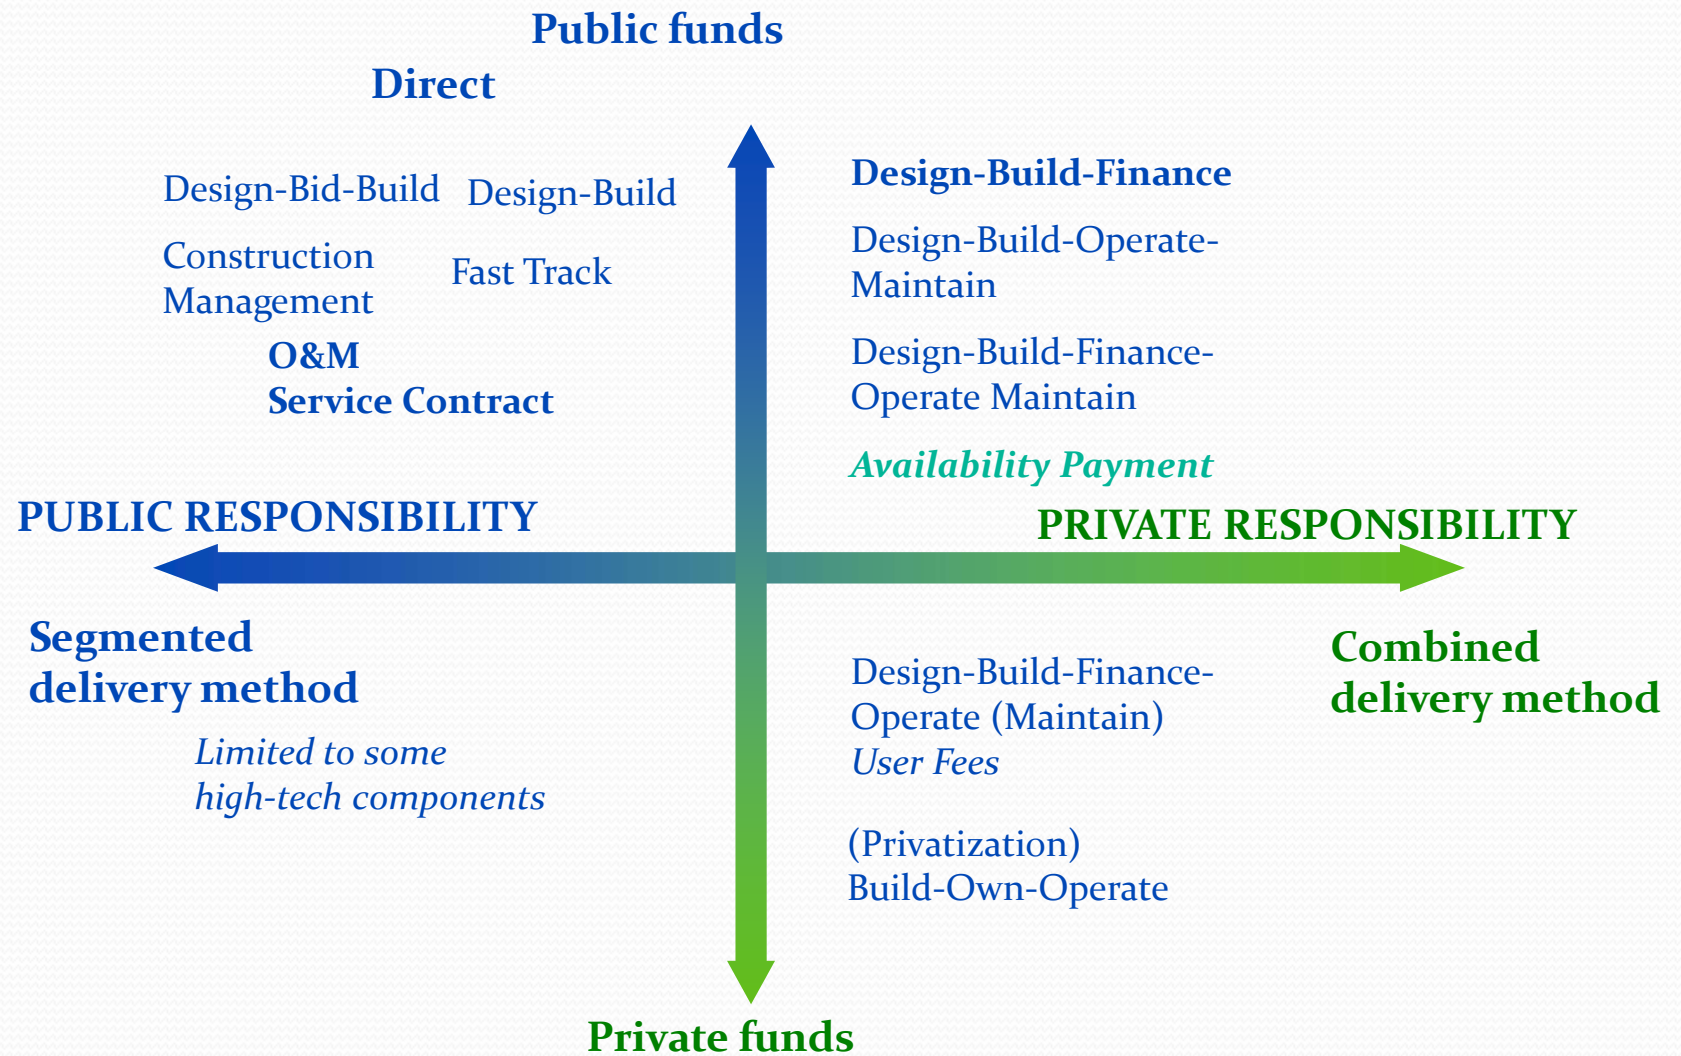 Public funds
Direct
Design-Bid-Build
Design-Build
Construction
Management
Fast Track
O&M
Service Contract
Design-Build-Finance
Design-Build-Operate-
Maintain
Design-Build-Finance-
Operate Maintain
Availability Payment
PUBLIC RESPONSIBILITY
PRIVATE RESPONSIBILITY
Segmented
delivery method
Limited to some
high-tech components
Design-Build-Finance-
Operate (Maintain)
User Fees
(Privatization)
Build-Own-Operate
Combined
delivery method
Private funds